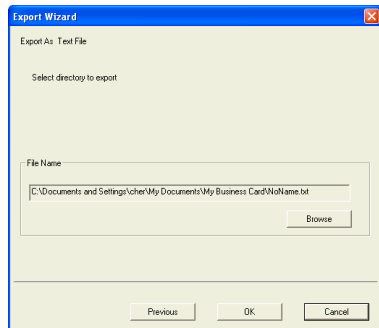 Export Wizard
Export As Text File
Select directory to export
File Name
C:\Documents and Settings\cher\My Documents\My Business Card\NoName.txt
Browse
Previous OK Cancel